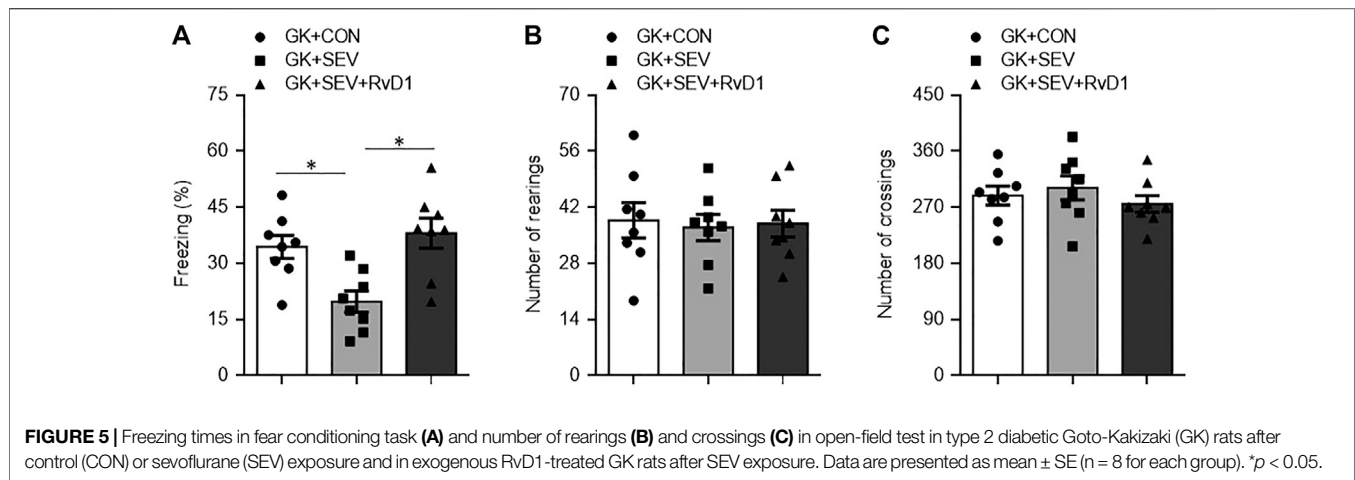 A
GK+CON
GK+SEV
GK+SEV+RvD1
75
60
45
30
15
0
Freezing (%)
*
*
B
GK+CON
GK+SEV
GK+SEV+RvD1
70
56
42
28
14
0
Number of rearings
C
GK+CON
GK+SEV
GK+SEV+RvD1
450
360
270
180
90
0
Number of crossings
FIGURE 5 | Freezing times in fear conditioning task (A) and number of rearings (B) and crossings (C) in open-field test in type 2 diabetic Goto-Kakizaki (GK) rats after
control (CON) or sevoflurane (SEV) exposure and in exogenous RvD1-treated GK rats after SEV exposure. Data are presented as mean ± SE (n = 8 for each group). *p < 0.05.